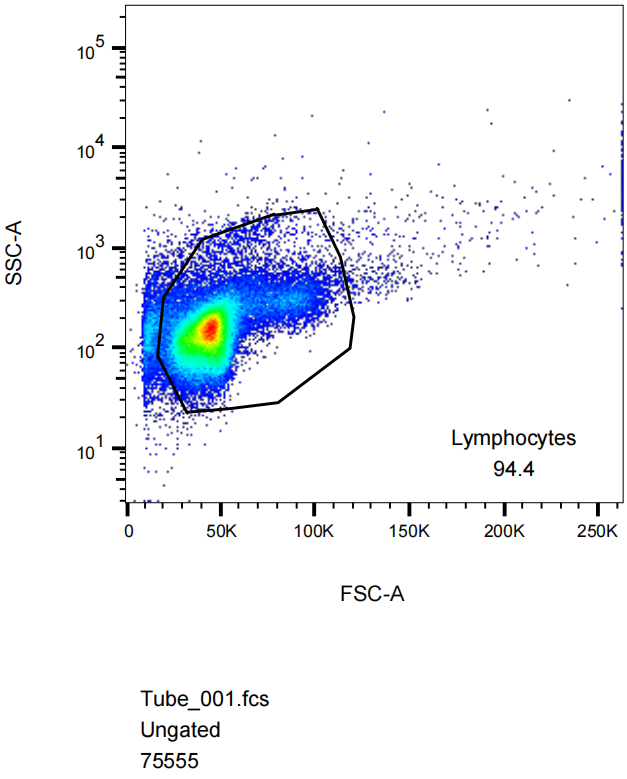 SSC-A
10^5
10^4
10^3
10^2
10^1
Lymphocytes
94.4
0 50K 100K 150K 200K 250K
FSC-A
Tube_001.fcs
Ungated
75555